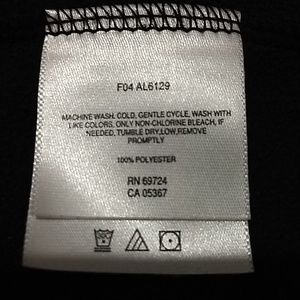 F04 AL6129
MACHINE WASH. COLD, GENTLE CYCLE, WASH WITH
LIKE COLORS, ONLY NON-CHLORINE BLEACH, IF
NEEDED, TUMBLE DRY,LOW,REMOVE
PROMPTLY
100% POLYESTER
RN 69724
CA 05367